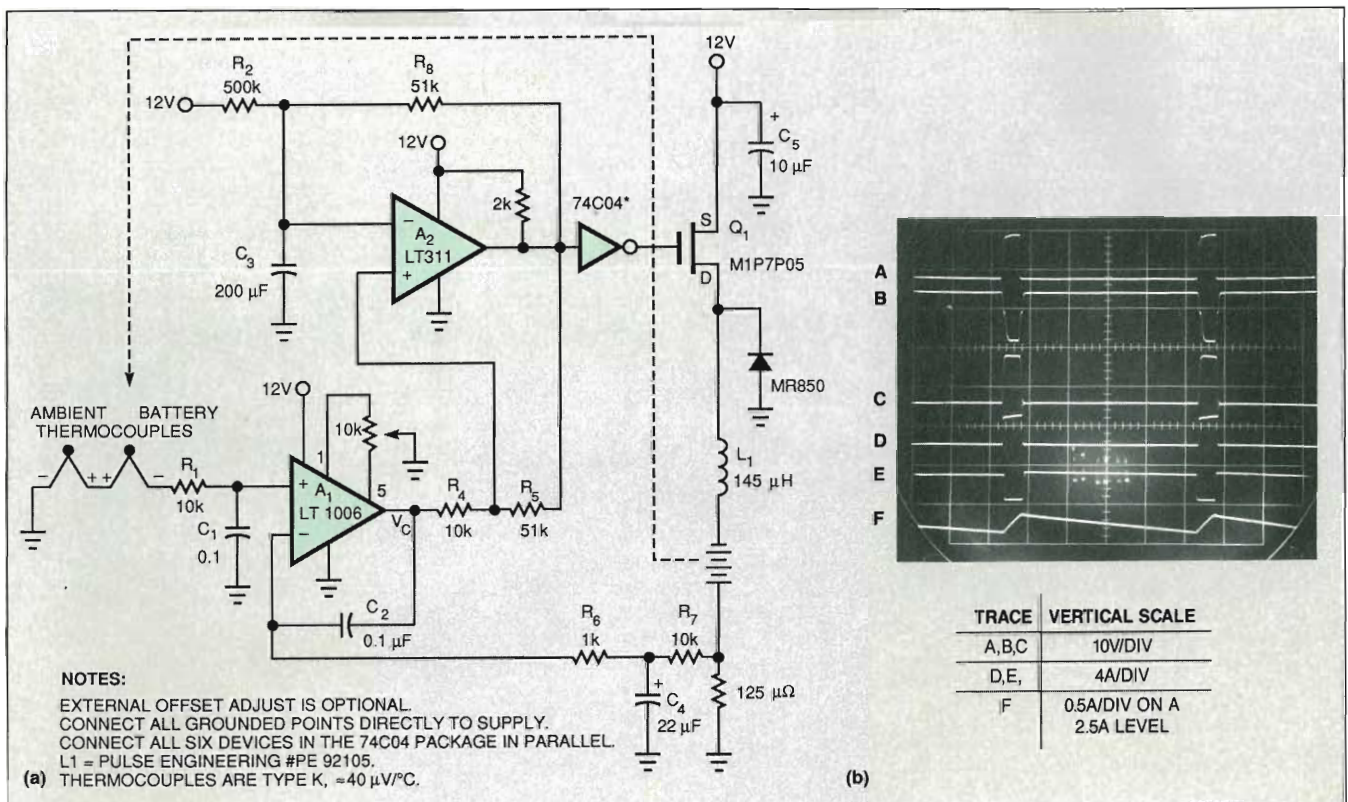 12V
R2
500k
R8
51k
12V
12V
+
C5
10 µF
2k
74C04*
S
Q1
M1P7P05
D
−
A2
LT311
+
C3
200 µF
MR850
12V
AMBIENT
BATTERY
THERMOCOUPLES
−
++
−
R1
10k
C1
0.1
1
10k
+
A1
LT 1006
−
5
VC
R4
10k
R5
51k
L1
145 µH
C2
0.1 µF
R6
1k
R7
10k
+
C4
22 µF
125 µΩ
NOTES:
EXTERNAL OFFSET ADJUST IS OPTIONAL.
CONNECT ALL GROUNDED POINTS DIRECTLY TO SUPPLY.
CONNECT ALL SIX DEVICES IN THE 74C04 PACKAGE IN PARALLEL.
L1 = PULSE ENGINEERING #PE 92105.
(a) THERMOCOUPLES ARE TYPE K, ≈40 µV/°C.
A
B
C
D
E
F
TRACE VERTICAL SCALE
A,B,C 10V/DIV
D,E, 4A/DIV
F 0.5A/DIV ON A
2.5A LEVEL
(b)